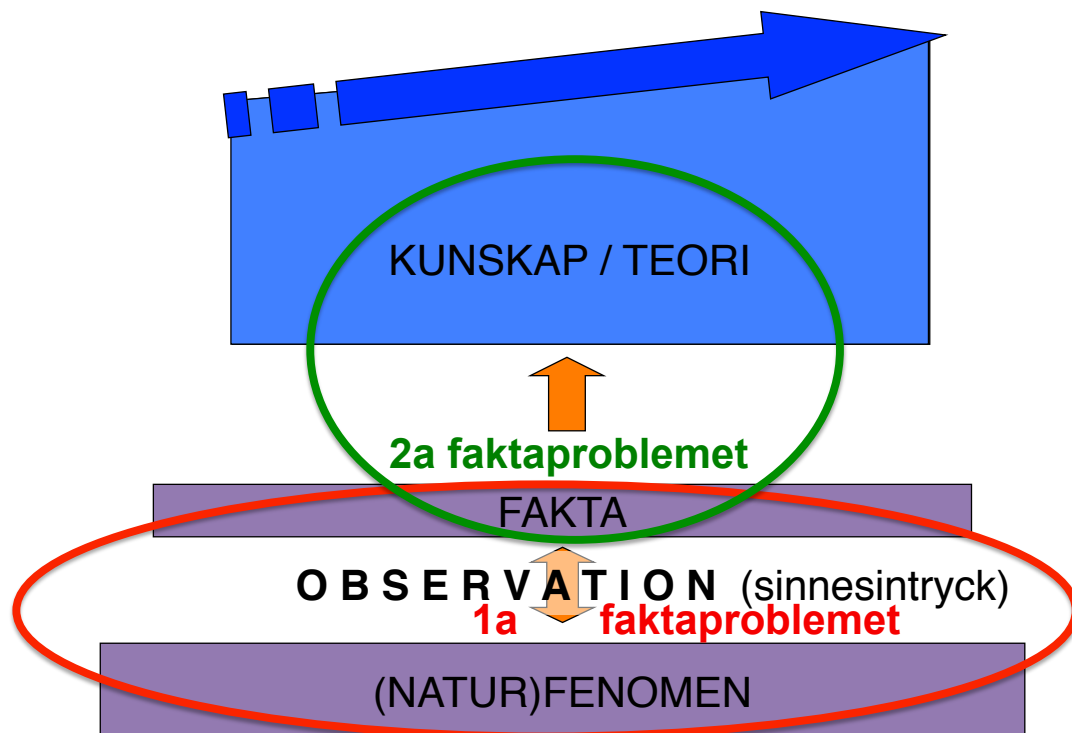 KUNSKAP / TEORI
2a faktaproblemet
FAKTA
O B S E R V A T I O N (sinnesintryck)
1a faktaproblemet
(NATUR)FENOMEN